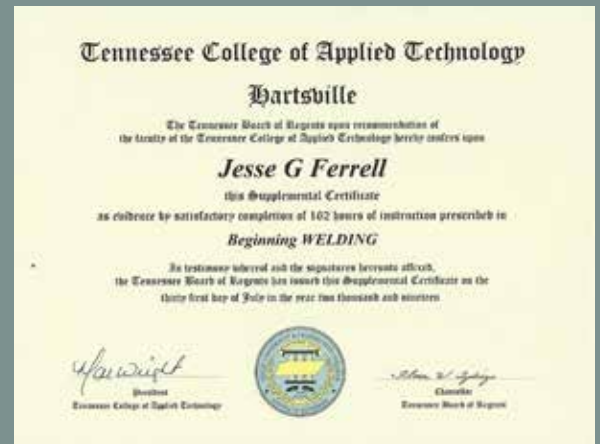 Tennessee College of Applied Technology
Hartsville
The Tennessee Board of Regents upon recommendation of
the faculty of the Tennessee College of Applied Technology hereby confers upon
Jesse G Ferrell
this Supplemental Certificate
as evidence by satisfactory completion of 162 hours of instruction prescribed in
Beginning WELDING
In testimony whereof and the signatures hereunto affixed,
the Tennessee Board of Regents has issued this Supplemental Certificate on the
thirty first day of July in the year two thousand and nineteen
President
Tennessee College of Applied Technology
Chancellor
Tennessee Board of Regents